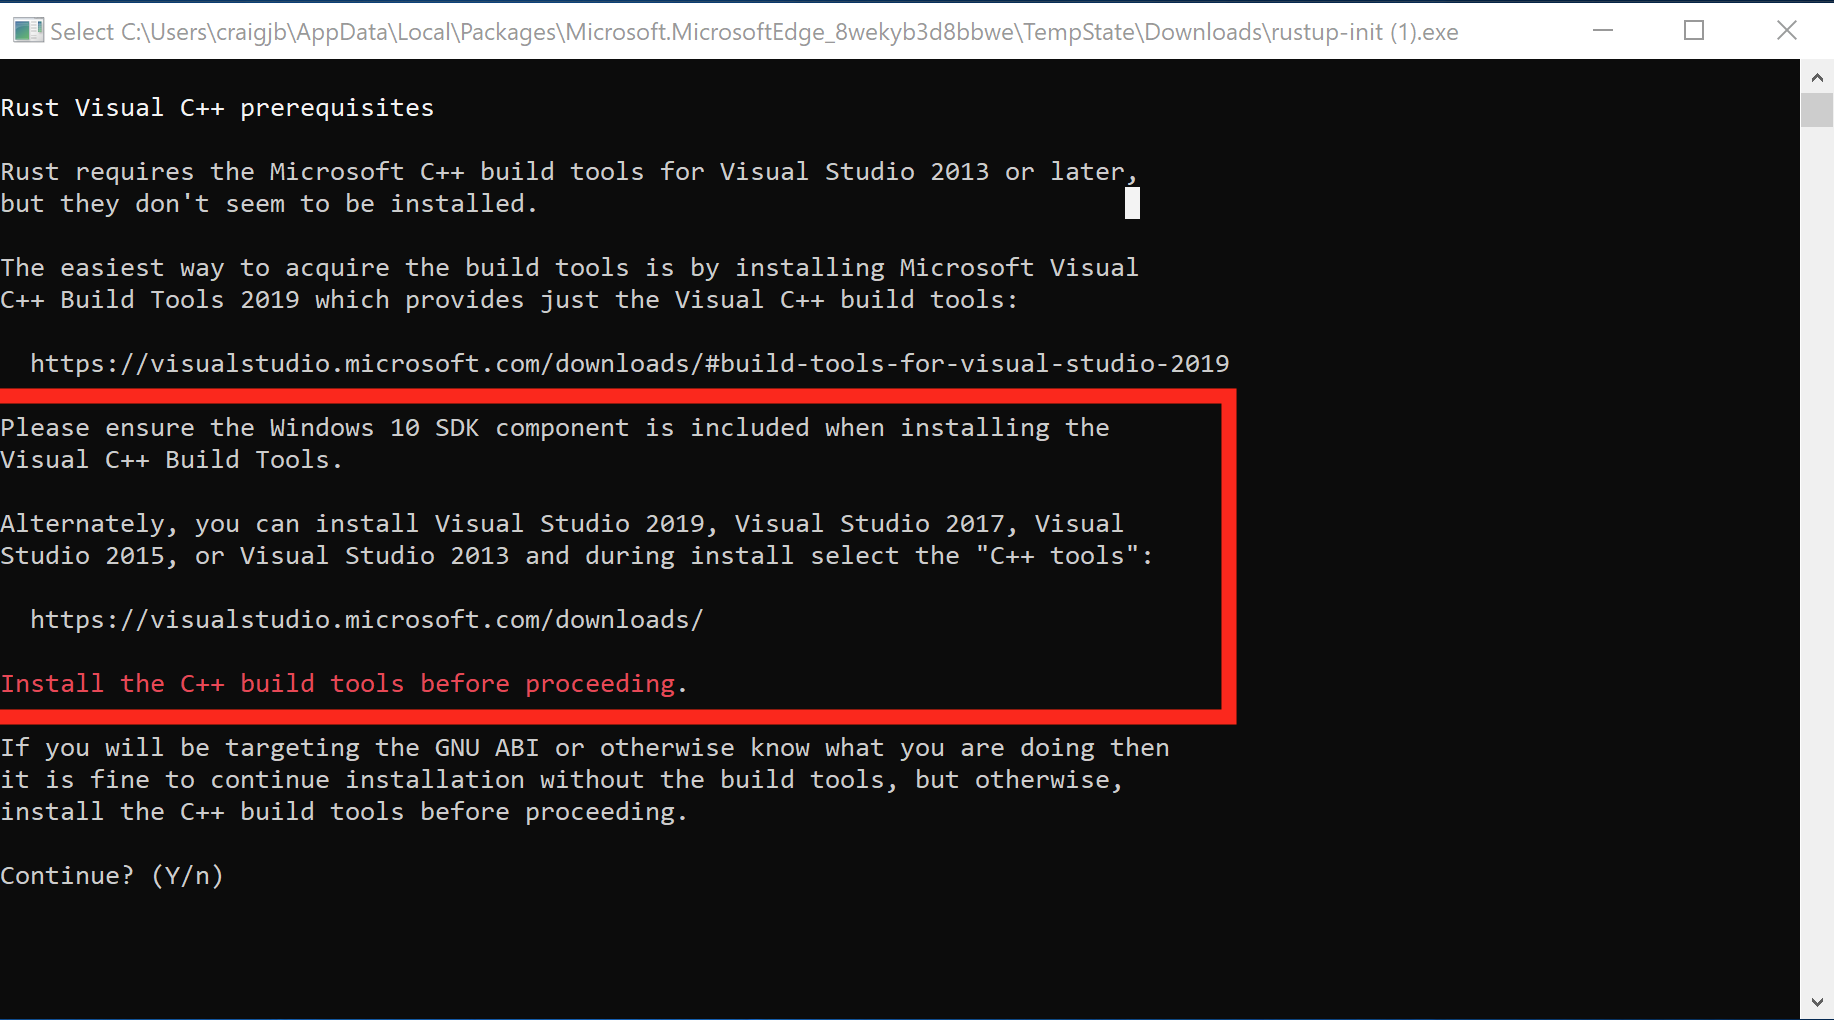 Select C:\Users\craigjb\AppData\Local\Packages\Microsoft.MicrosoftEdge_8wekyb3d8bbwe\TempState\Downloads\rustup-init (1).exe
Rust Visual C++ prerequisites
Rust requires the Microsoft C++ build tools for Visual Studio 2013 or later,
but they don't seem to be installed.
The easiest way to acquire the build tools is by installing Microsoft Visual
C++ Build Tools 2019 which provides just the Visual C++ build tools:
https://visualstudio.microsoft.com/downloads/#build-tools-for-visual-studio-2019
Please ensure the Windows 10 SDK component is included when installing the
Visual C++ Build Tools.
Alternately, you can install Visual Studio 2019, Visual Studio 2017, Visual
Studio 2015, or Visual Studio 2013 and during install select the "C++ tools":
https://visualstudio.microsoft.com/downloads/
Install the C++ build tools before proceeding.
If you will be targeting the GNU ABI or otherwise know what you are doing then
it is fine to continue installation without the build tools, but otherwise,
install the C++ build tools before proceeding.
Continue? (Y/n)